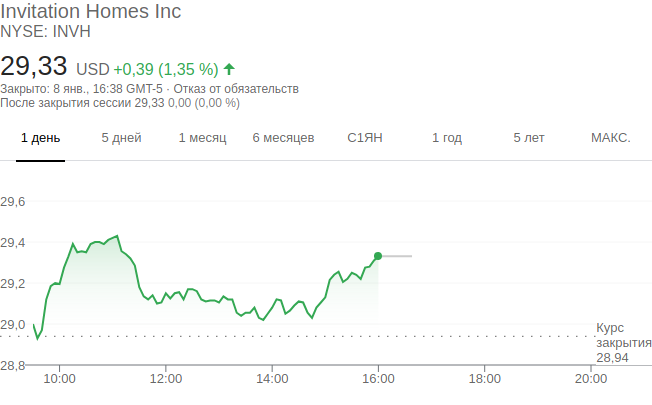 Invitation Homes Inc
NYSE: INVH
29,33 USD +0,39 (1,35 %)
Закрыто: 8 янв., 16:38 GMT-5 · Отказ от обязательств
После закрытия сессии 29,33 0,00 (0,00 %)
1 день 5 дней 1 месяц 6 месяцев С1ЯН 1 год 5 лет МАКС.
29,6
29,4
29,2
29,0
Курс
закрытия
28,94
28,8
10:00 12:00 14:00 16:00 18:00 20:00